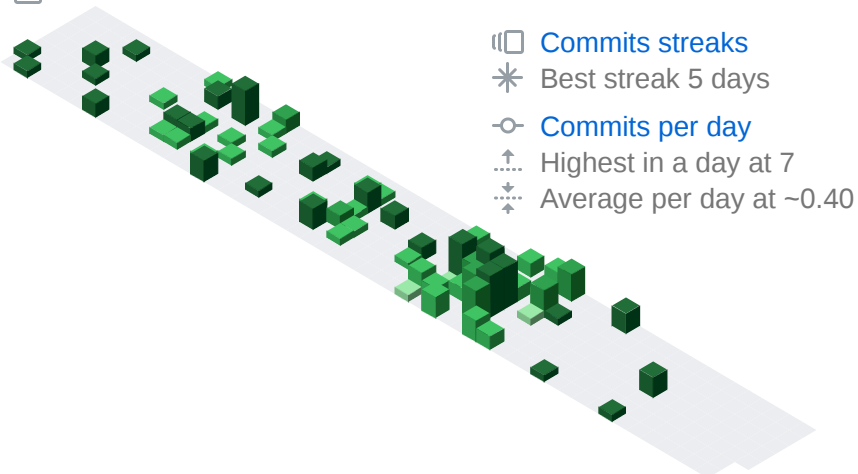 Commits streaks
Best streak 5 days
Commits per day
Highest in a day at 7
Average per day at ~0.40